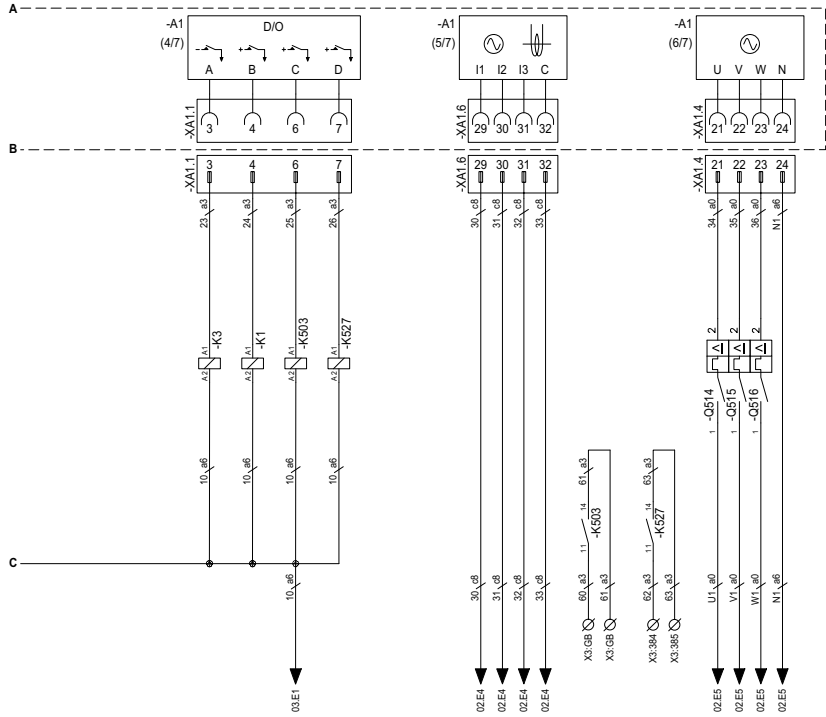 A
-A1
(4/7)
D/O
A B C D
-XA1.1
3 4 6 7
-A1
(5/7)
I1 I2 I3 C
-XA1.6
29 30 31 32
-A1
(6/7)
U V W N
-XA1.4
21 22 23 24
B
-XA1.1
3 4 6 7
-XA1.6
29 30 31 32
-XA1.4
21 22 23 24
23 a3
24 a3
25 a3
26 a3
30 c8
31 c8
32 c8
33 c8
34 a0
35 a0
36 a0
N1 a6
A1 A2 -K3
A1 A2 -K1
A1 A2 -K503
A1 A2 -K527
2 2 2
I> I> I>
1 -Q514
1 -Q515
1 -Q516
10 a6
10 a6
10 a6
10 a6
61 a3
63 a3
11 14 -K503
11 14 -K527
C
10 a6
30 c8
31 c8
32 c8
33 c8
60 a3
61 a3
62 a3
63 a3
U1 a0
V1 a0
W1 a0
N1 a6
X3:GB
X3:GB
X3:384
X3:385
03.E1
02.E4
02.E4
02.E4
02.E4
02.E5
02.E5
02.E5
02.E5